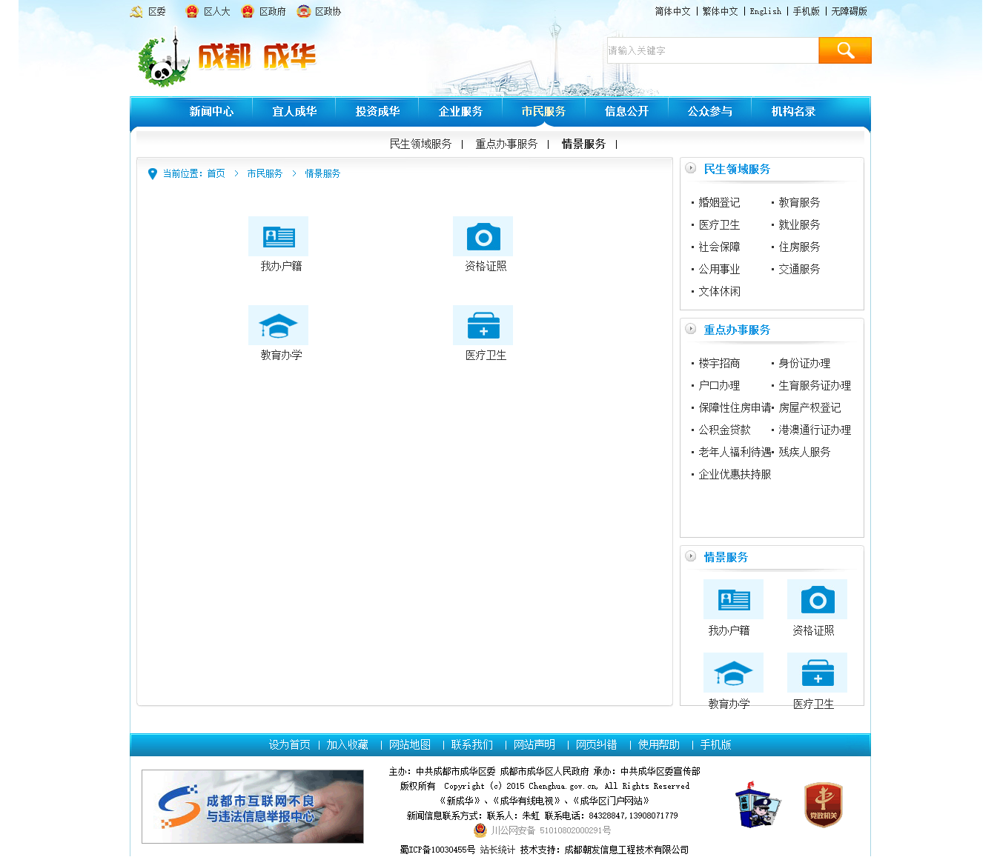 区委 区人大 区政府 区政协
简体中文 | 繁体中文 | English | 手机版 | 无障碍版
成都 成华
请输入关键字
新闻中心 宜人成华 投资成华 企业服务 市民服务 信息公开 公众参与 机构名录
民生领域服务 | 重点办事服务 | 情景服务 |
当前位置：首页 > 市民服务 > 情景服务
我办户籍 资格证照
教育办学 医疗卫生
民生领域服务
婚姻登记 教育服务
医疗卫生 就业服务
社会保障 住房服务
公用事业 交通服务
文体休闲
重点办事服务
楼宇招商 身份证办理
户口办理 生育服务证办理
保障性住房申请 房屋产权登记
公积金贷款 港澳通行证办理
老年人福利待遇 残疾人服务
企业优惠扶持服
情景服务
我办户籍 资格证照
教育办学 医疗卫生
设为首页 | 加入收藏 | 网站地图 | 联系我们 | 网站声明 | 网页纠错 | 使用帮助 | 手机版
成都市互联网不良
与违法信息举报中心
主办：中共成都市成华区委 成都市成华区人民政府 承办：中共成华区委宣传部
版权所有 Copyright (c) 2015 Chenghua.gov.cn, All Rights Reserved
《新成华》、《成华有线电视》、《成华区门户网站》
新闻信息联系方式：联系人：朱虹 联系电话：84328847,13908071779
川公网安备 51010802000291号
蜀ICP备10030455号 站长统计 技术支持：成都朝发信息工程技术有限公司
党政机关